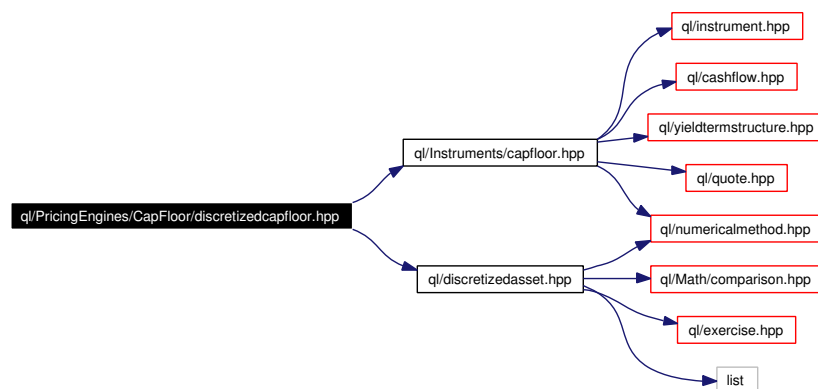 ql/instrument.hpp
ql/cashflow.hpp
ql/yieldtermstructure.hpp
ql/Instruments/capfloor.hpp
ql/quote.hpp
ql/PricingEngines/CapFloor/discretizedcapfloor.hpp
ql/numericalmethod.hpp
ql/discretizedasset.hpp
ql/Math/comparison.hpp
ql/exercise.hpp
list